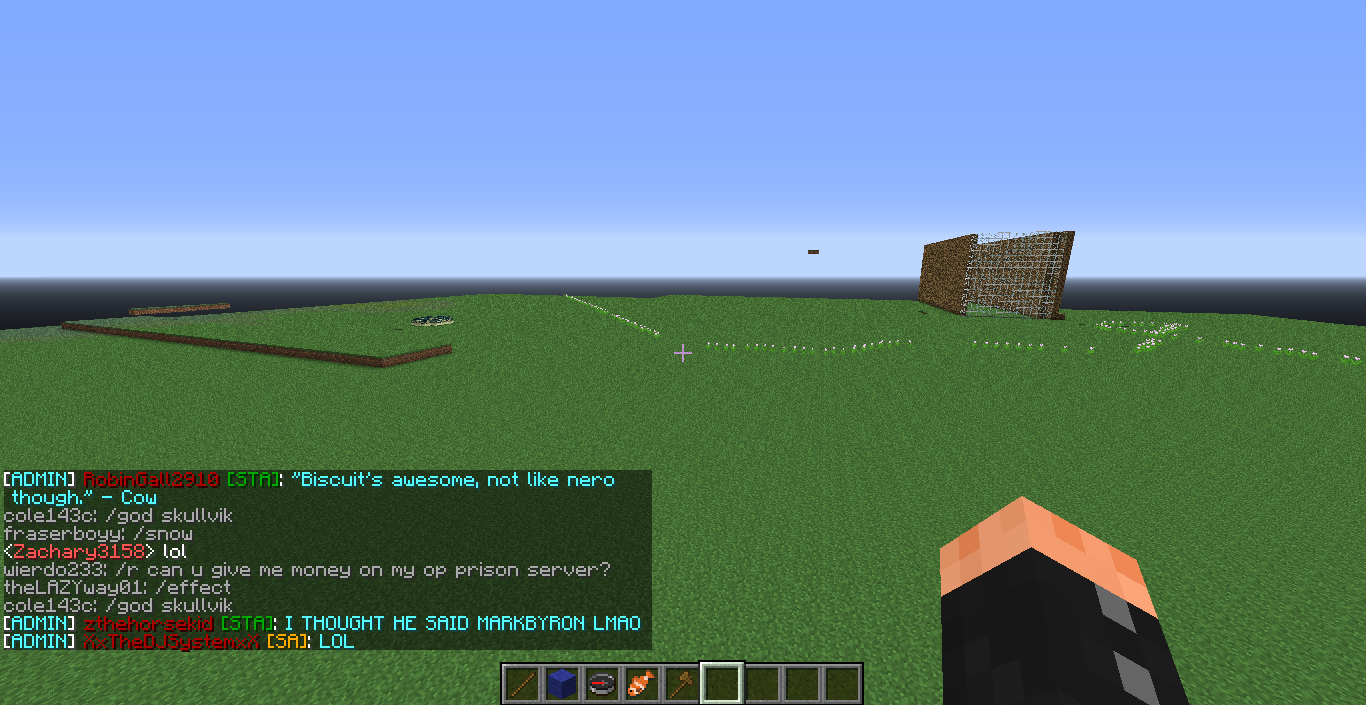 [ADMIN] RobinGall2910 [STA]: "Biscuit's awesome, not like nero
though." - Cow
cole143c: /god skullvik
fraserboyy: /snow
<Zachary3158> lol
wierdo233: /r can u give me money on my op prison server?
theLAZYway01: /effect
cole143c: /god skullvik
[ADMIN] zthehorsekid [STA]: I THOUGHT HE SAID MARKBYRON LMAO
[ADMIN] XxTheDJSystemxX [SA]: LOL